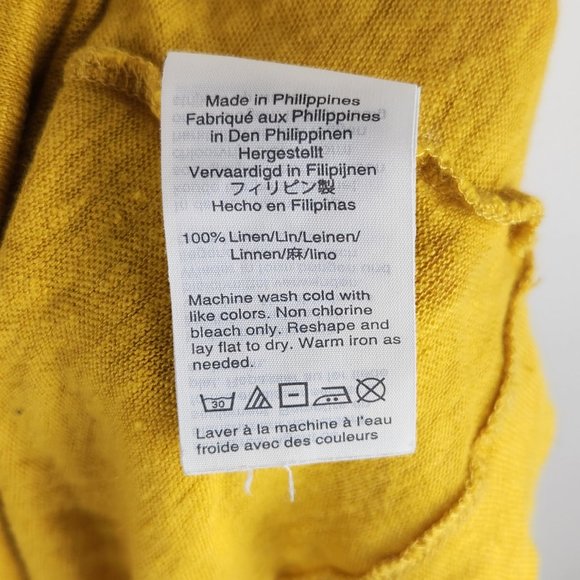 Made in Philippines
Fabriqué aux Philippines
in Den Philippinen
Hergestellt
Vervaardigd in Filipijnen
フィリピン製
Hecho en Filipinas
100% Linen/Lin/Leinen/
Linnen/麻/lino
Machine wash cold with
like colors. Non chlorine
bleach only. Reshape and
lay flat to dry. Warm iron as
needed.
30
Laver à la machine à l'eau
froide avec des couleurs